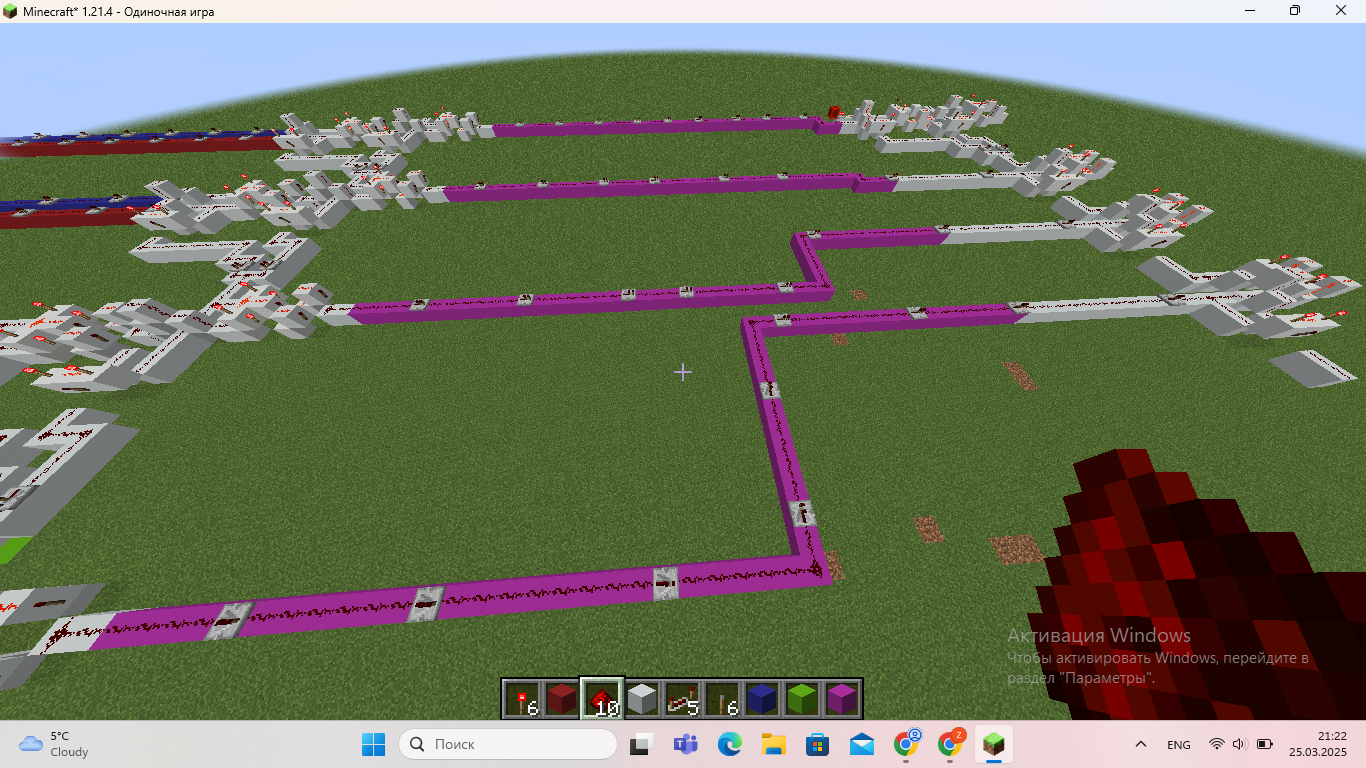 Minecraft* 1.21.4 - Одиночная игра
Активация Windows
Чтобы активировать Windows, перейдите в
раздел "Параметры".
6 10 5 6
5°C
Cloudy
Поиск
Z
ENG
21:22
25.03.2025